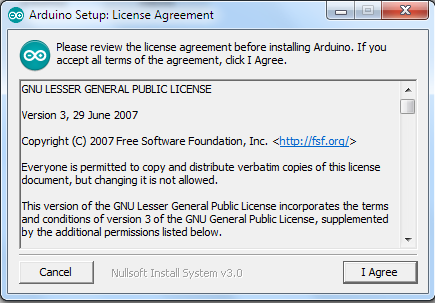 Arduino Setup: License Agreement
Please review the license agreement before installing Arduino. If you
accept all terms of the agreement, click I Agree.
GNU LESSER GENERAL PUBLIC LICENSE
Version 3, 29 June 2007
Copyright (C) 2007 Free Software Foundation, Inc. <http://fsf.org/>
Everyone is permitted to copy and distribute verbatim copies of this license
document, but changing it is not allowed.
This version of the GNU Lesser General Public License incorporates the terms
and conditions of version 3 of the GNU General Public License, supplemented
by the additional permissions listed below.
Cancel
Nullsoft Install System v3.0
I Agree